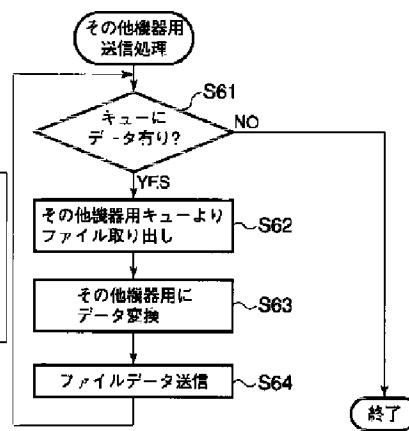 その他機器用
送信処理
S61
キューに
データ有り?
NO
YES
その他機器用キューより
ファイル取り出し
S62
その他機器用に
データ変換
S63
ファイルデータ送信
S64
終了